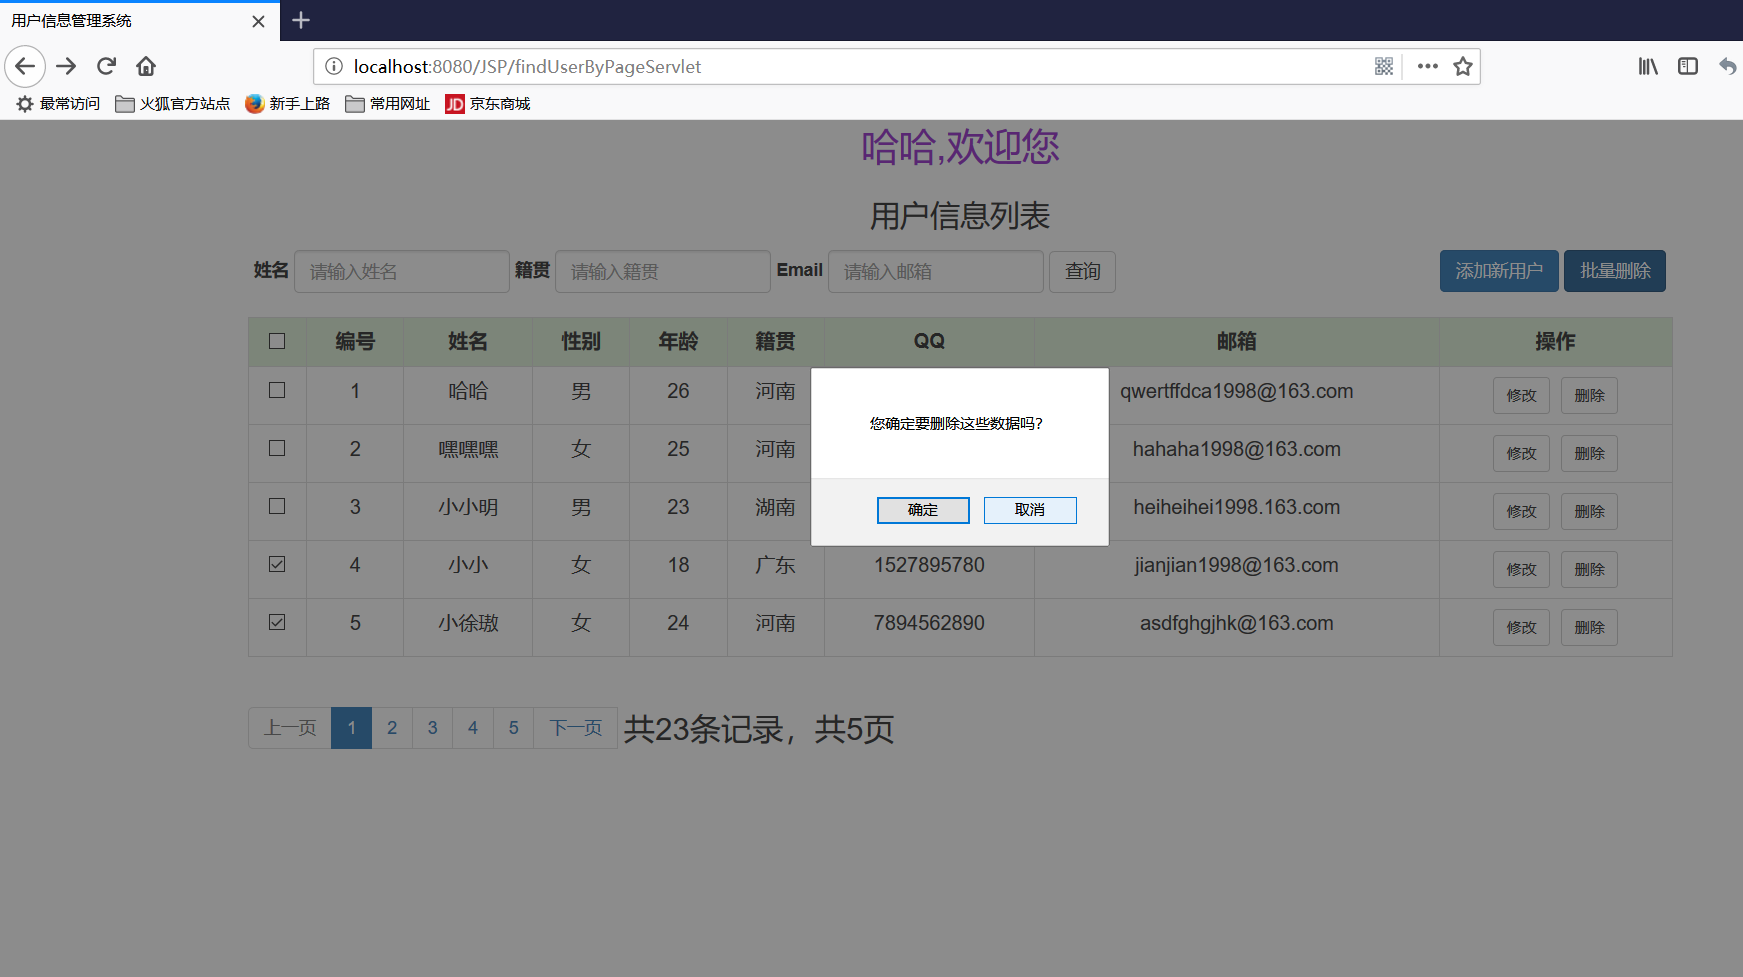 用户信息管理系统
localhost:8080/JSP/findUserByPageServlet
最常访问 火狐官方站点 新手上路 常用网址 JD 京东商城
哈哈,欢迎您
用户信息列表
姓名 请输入姓名 籍贯 请输入籍贯 Email 请输入邮箱 查询 添加新用户 批量删除
编号 姓名 性别 年龄 籍贯 QQ 邮箱 操作
1 哈哈 男 26 河南 qwertffdca1998@163.com 修改 删除
您确定要删除这些数据吗?
2 嘿嘿嘿 女 25 河南 hahaha1998@163.com 修改 删除
3 小小明 男 23 湖南 heiheihei1998.163.com 修改 删除
确定 取消
4 小小 女 18 广东 1527895780 jianjian1998@163.com 修改 删除
5 小徐璈 女 24 河南 7894562890 asdfghgjhk@163.com 修改 删除
上一页 1 2 3 4 5 下一页 共23条记录，共5页